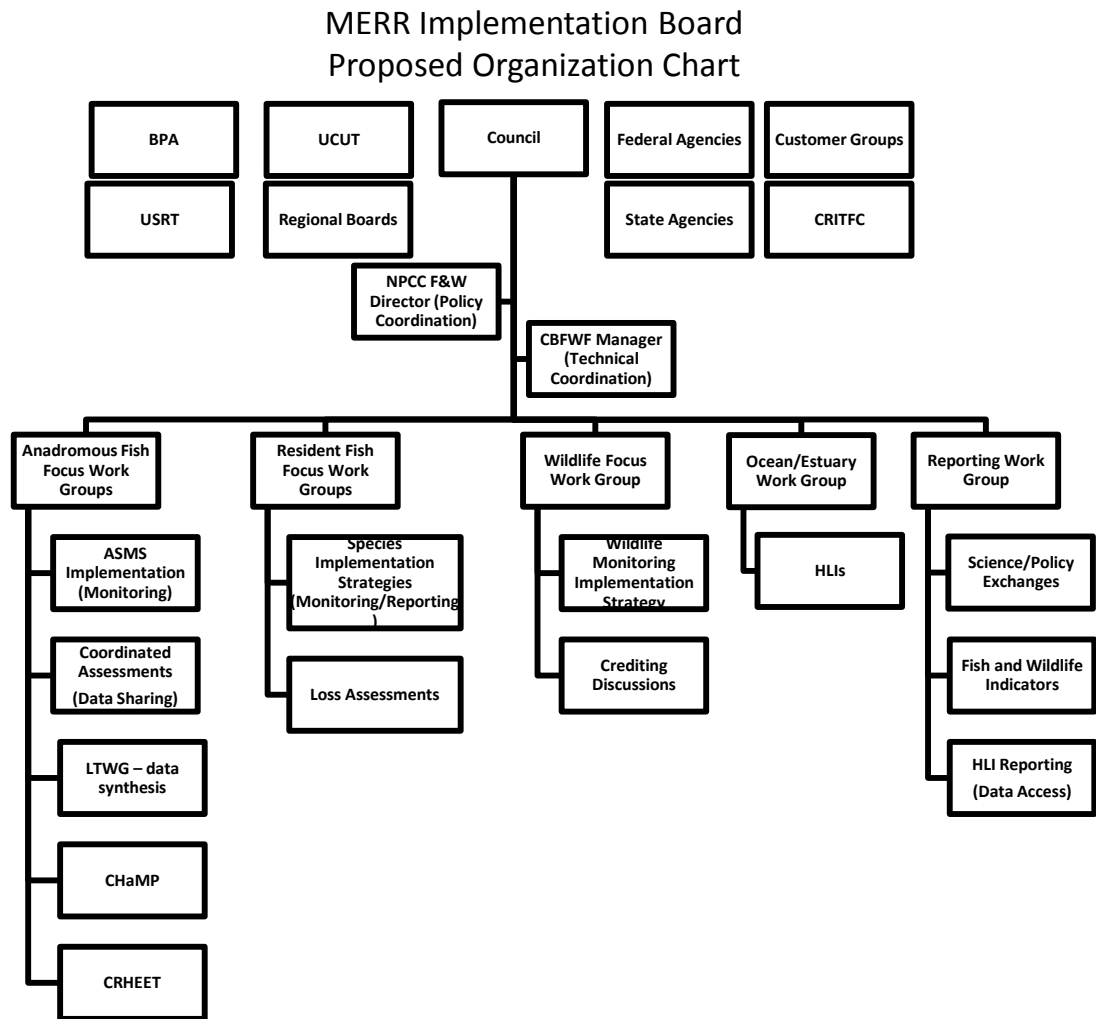 MERR Implementation Board
Proposed Organization Chart
BPA
UCUT
Council
Federal Agencies
Customer Groups
USRT
Regional Boards
State Agencies
CRITFC
NPCC F&W
Director (Policy
Coordination)
CBFWF Manager
(Technical
Coordination)
Anadromous Fish
Focus Work
Groups
Resident Fish
Focus Work
Groups
Wildlife Focus
Work Group
Ocean/Estuary
Work Group
Reporting Work
Group
ASMS
Implementation
(Monitoring)
Coordinated
Assessments
(Data Sharing)
LTWG – data
synthesis
CHaMP
CRHEET
Species
Implementation
Strategies
(Monitoring/Reporting
)
Loss Assessments
Wildlife
Monitoring
Implementation
Strategy
Crediting
Discussions
HLIs
Science/Policy
Exchanges
Fish and Wildlife
Indicators
HLI Reporting
(Data Access)